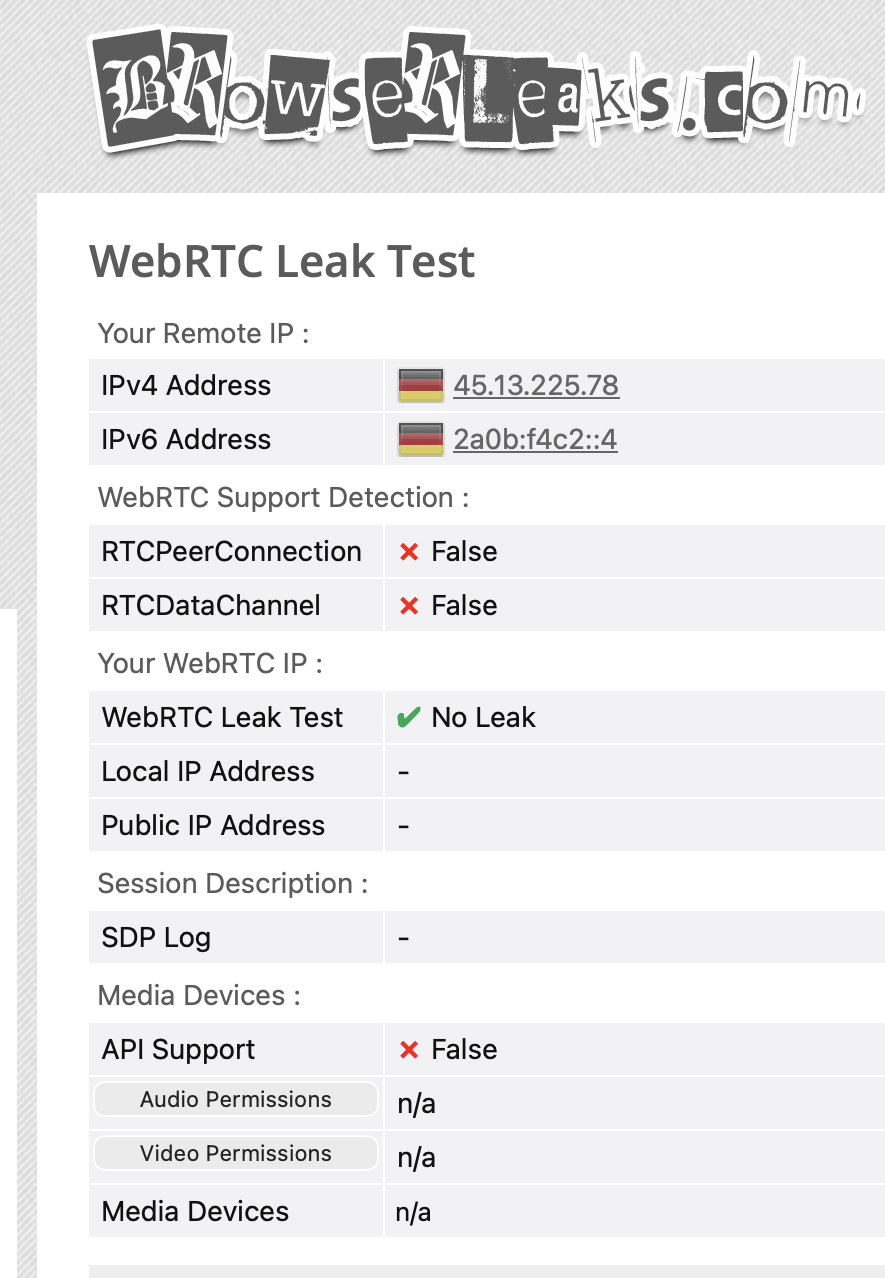 BRowseRLeaks.com
WebRTC Leak Test
Your Remote IP :
IPv4 Address 45.13.225.78
IPv6 Address 2a0b:f4c2::4
WebRTC Support Detection :
RTCPeerConnection ✖ False
RTCDataChannel ✖ False
Your WebRTC IP :
WebRTC Leak Test ✔ No Leak
Local IP Address -
Public IP Address -
Session Description :
SDP Log -
Media Devices :
API Support ✖ False
Audio Permissions n/a
Video Permissions n/a
Media Devices n/a